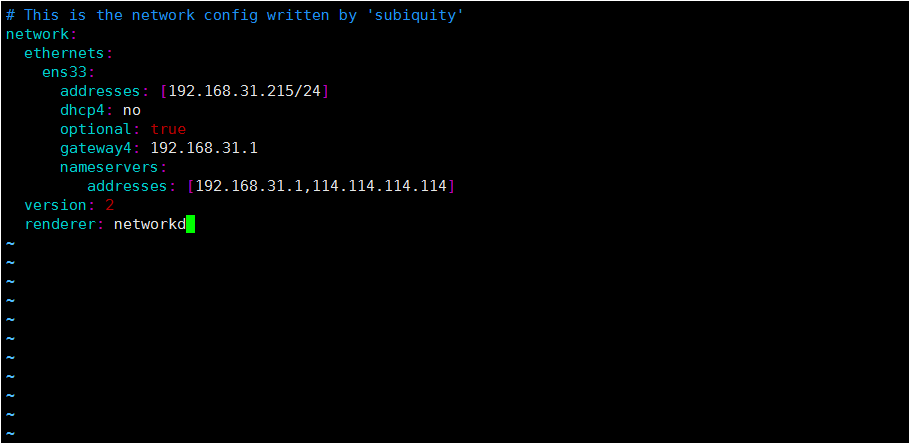 # This is the network config written by 'subiquity'
network:
  ethernets:
    ens33:
      addresses: [192.168.31.215/24]
      dhcp4: no
      optional: true
      gateway4: 192.168.31.1
      nameservers:
         addresses: [192.168.31.1,114.114.114.114]
  version: 2
  renderer: networkd
~
~
~
~
~
~
~
~
~
~
~